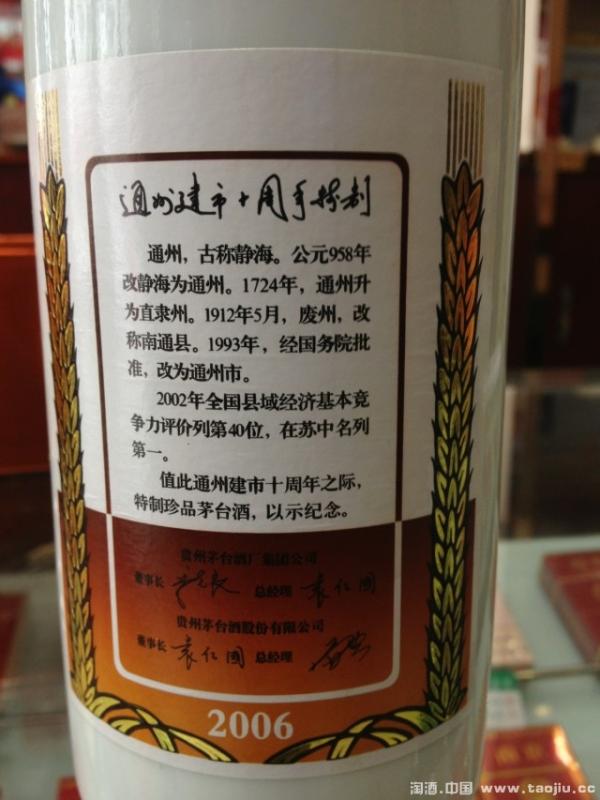 通州建市十周年特制
通州，古称静海。公元958年
改静海为通州。1724年，通州升
为直隶州。1912年5月，废州，改
称南通县。1993年，经国务院批
准，改为通州市。
2002年全国县域经济基本竞
争力评价列第40位，在苏中名列
第一。
值此通州建市十周年之际，
特制珍品茅台酒，以示纪念。
贵州茅台酒厂集团公司
董事长 总经理 袁仁国
贵州茅台酒股份有限公司
董事长 袁仁国 总经理
2006
淘酒.中国 www.taojiu.cc